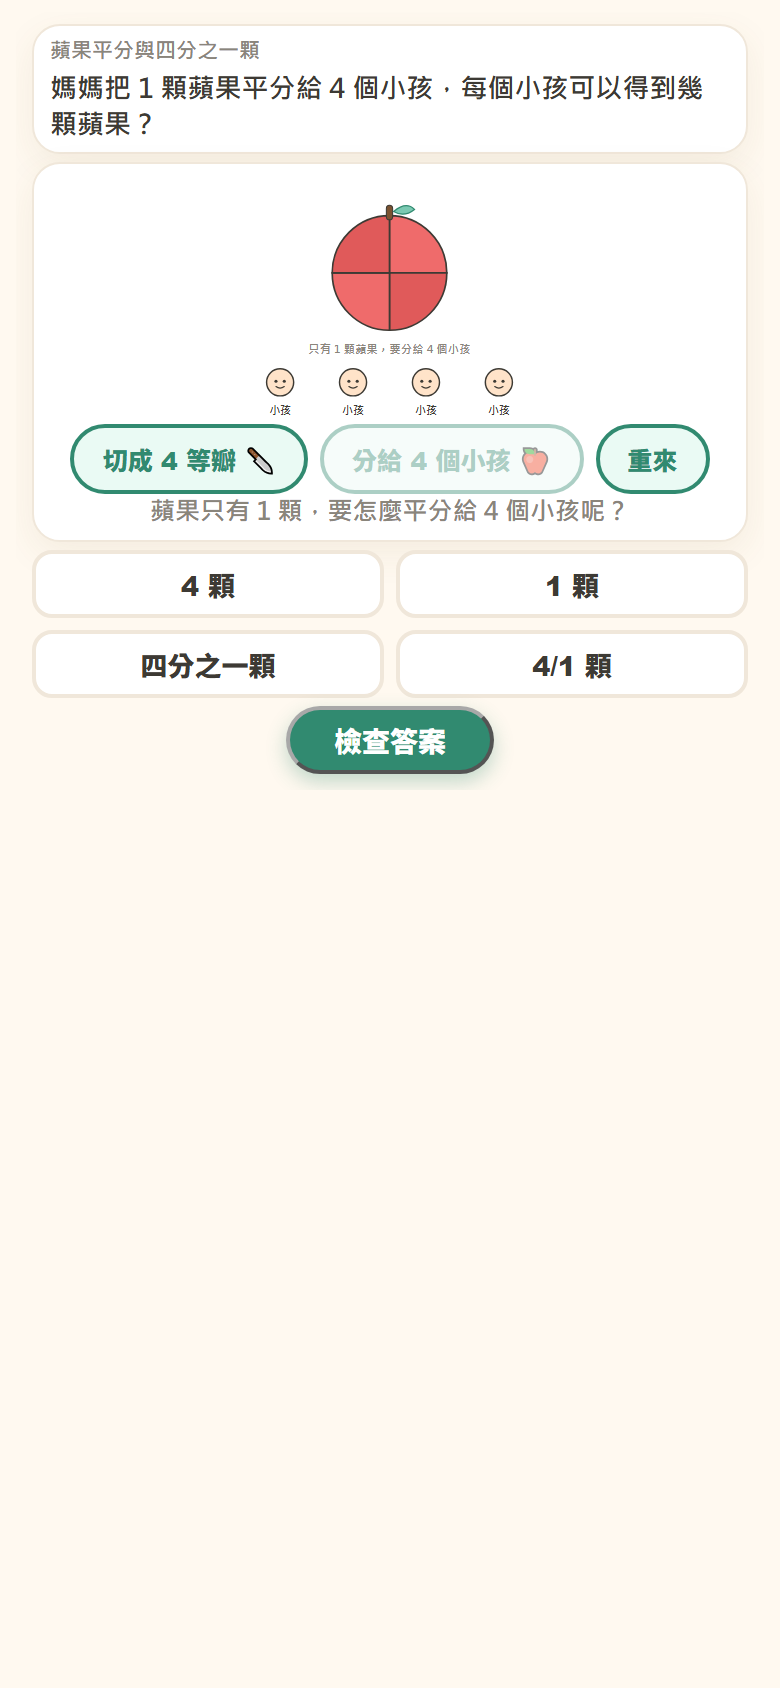 蘋果平分與四分之一顆
媽媽把 1 顆蘋果平分給 4 個小孩，每個小孩可以得到幾
顆蘋果？
只有 1 顆蘋果，要分給 4 個小孩
小孩 小孩 小孩 小孩
切成 4 等瓣 分給 4 個小孩 重來
蘋果只有 1 顆，要怎麼平分給 4 個小孩呢？
4 顆 1 顆
四分之一顆 4/1 顆
檢查答案